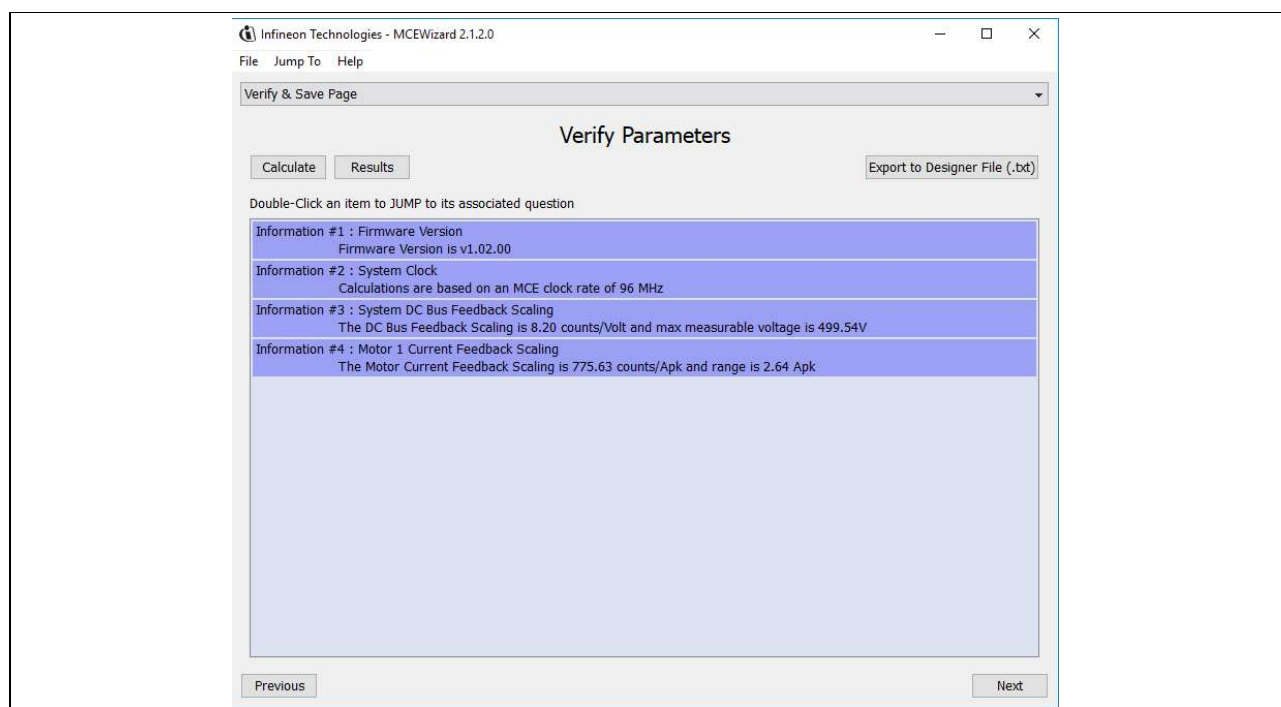 Infineon Technologies - MCEWizard 2.1.2.0
File Jump To Help
Verify & Save Page
Verify Parameters
Calculate Results Export to Designer File (.txt)
Double-Click an item to JUMP to its associated question
Information #1 : Firmware Version
Firmware Version is v1.02.00
Information #2 : System Clock
Calculations are based on an MCE clock rate of 96 MHz
Information #3 : System DC Bus Feedback Scaling
The DC Bus Feedback Scaling is 8.20 counts/Volt and max measurable voltage is 499.54V
Information #4 : Motor 1 Current Feedback Scaling
The Motor Current Feedback Scaling is 775.63 counts/Apk and range is 2.64 Apk
Previous Next